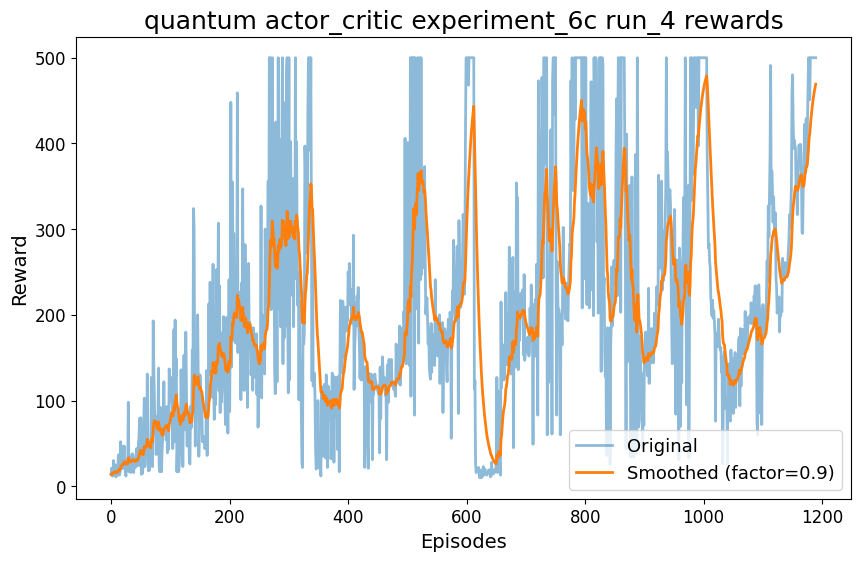 quantum actor_critic experiment_6c run_4 rewards
500
400
300
200
100
0
Reward
0 200 400 600 800 1000 1200
Episodes
Original
Smoothed (factor=0.9)